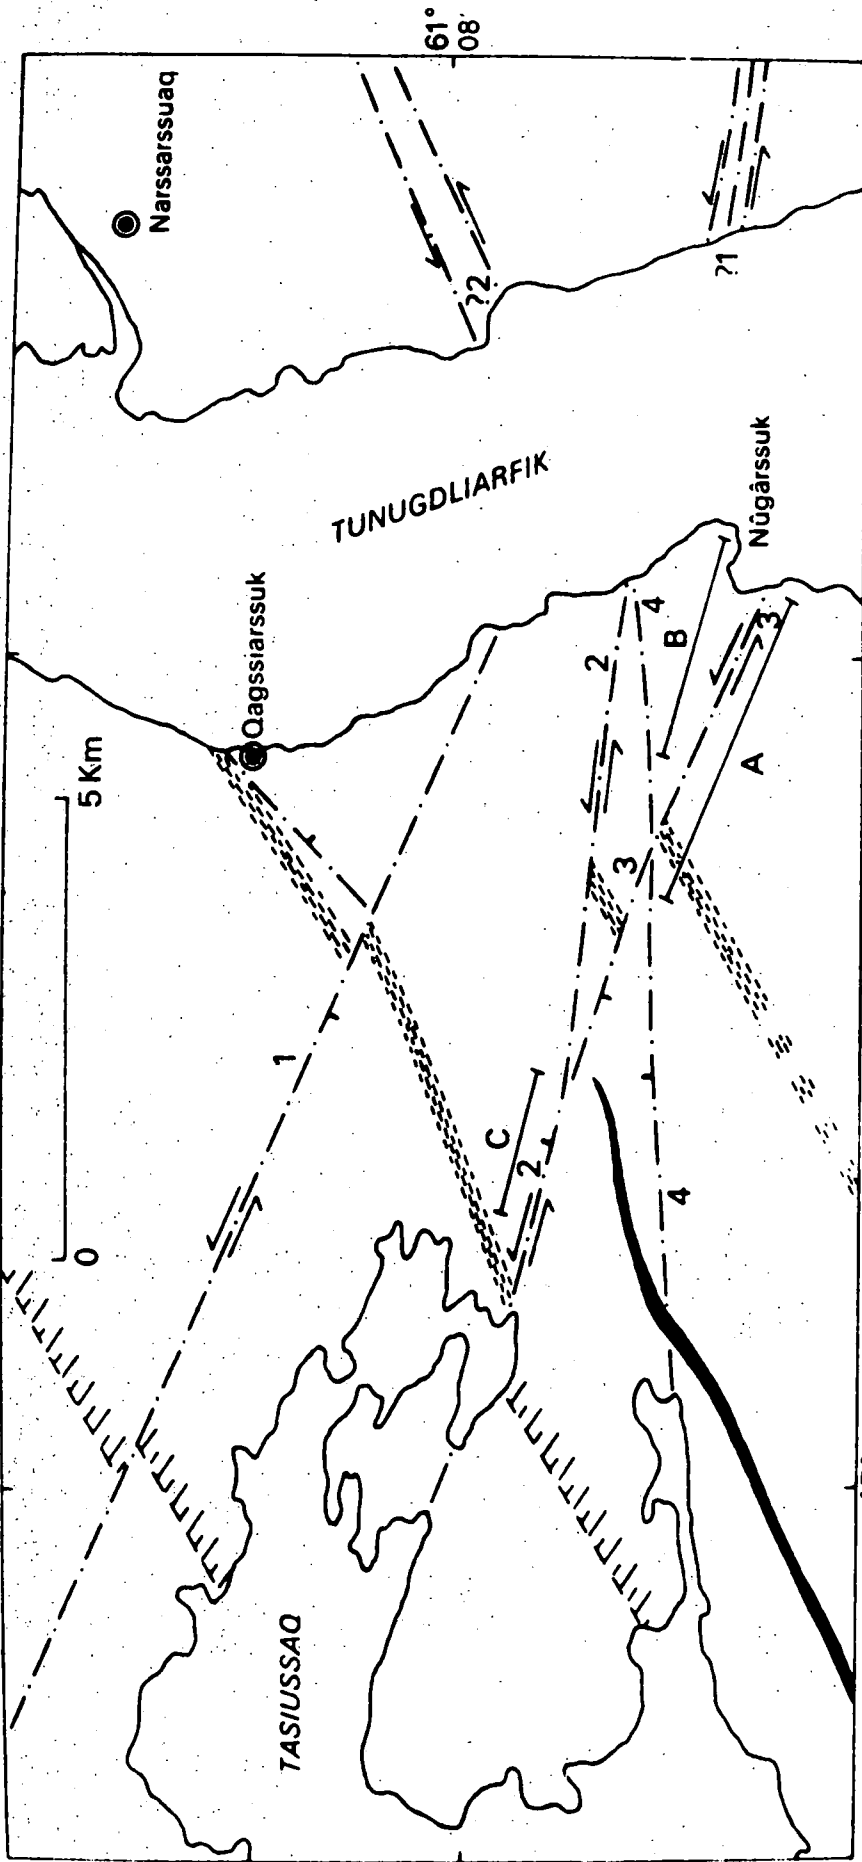 61°
08'
Narssarssuaq
?2
?1
TUNUGDLIARFIK
Nûgârssuk
Qagssiarssuk
5 Km
0
1
2
4
B
3
A
3
C
2
4
TASIUSSAQ